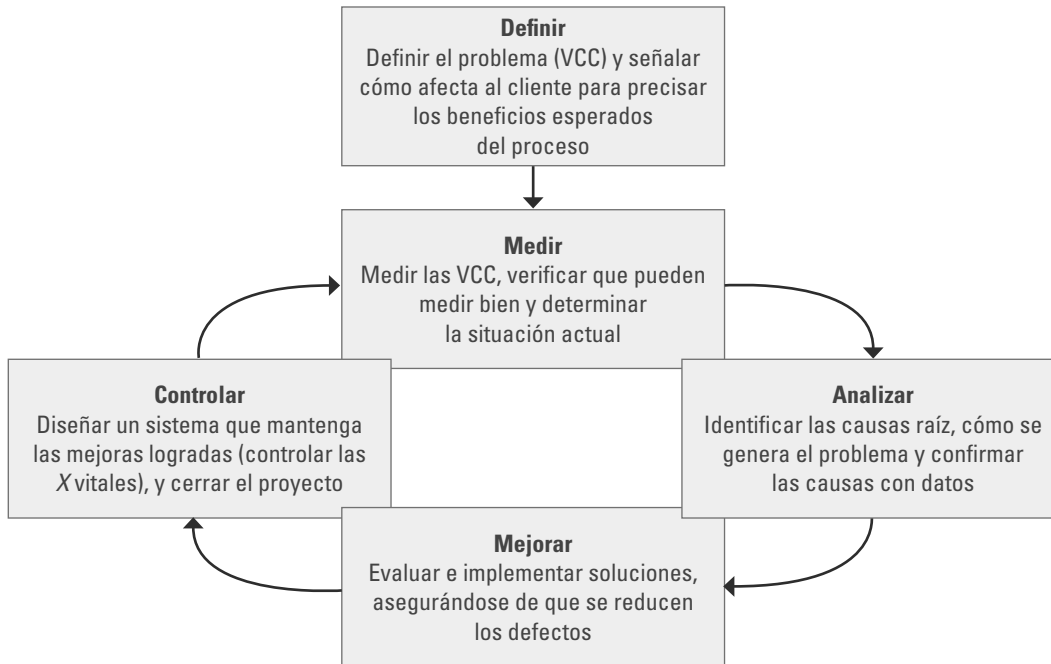 Definir
Definir el problema (VCC) y señalar
cómo afecta al cliente para precisar
los beneficios esperados
del proceso
Medir
Medir las VCC, verificar que pueden
medir bien y determinar
la situación actual
Controlar
Diseñar un sistema que mantenga
las mejoras logradas (controlar las
X vitales), y cerrar el proyecto
Analizar
Identificar las causas raíz, cómo se
genera el problema y confirmar
las causas con datos
Mejorar
Evaluar e implementar soluciones,
asegurándose de que se reducen
los defectos